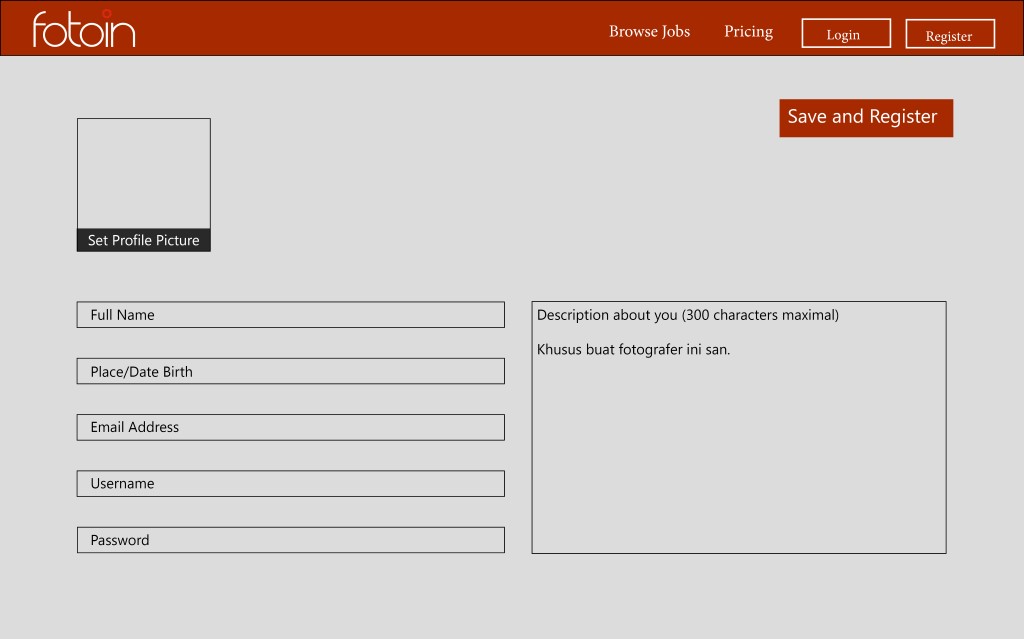 fotoin
Browse Jobs
Pricing
Login
Register
Save and Register
Set Profile Picture
Full Name
Place/Date Birth
Email Address
Username
Password
Description about you (300 characters maximal)
Khusus buat fotografer ini san.